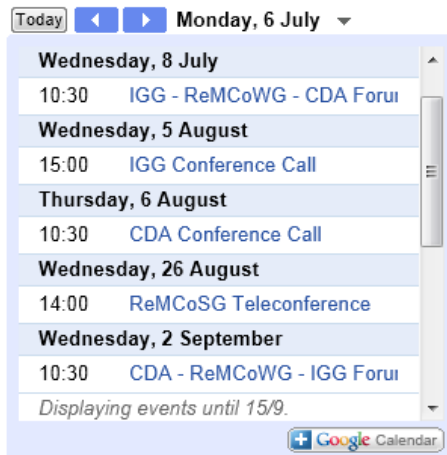 Today Monday, 6 July
Wednesday, 8 July
10:30 IGG - ReMCoWG - CDA
Wednesday, 5 August
15:00 IGG Conference Call
Thursday, 6 August
10:30 CDA Conference Call
Wednesday, 26 August
14:00 ReMCoSG Teleconference
Wednesday, 2 September
10:30 CDA - ReMCoWG - IGG
Displaying events until 15/9.
Google Calendar